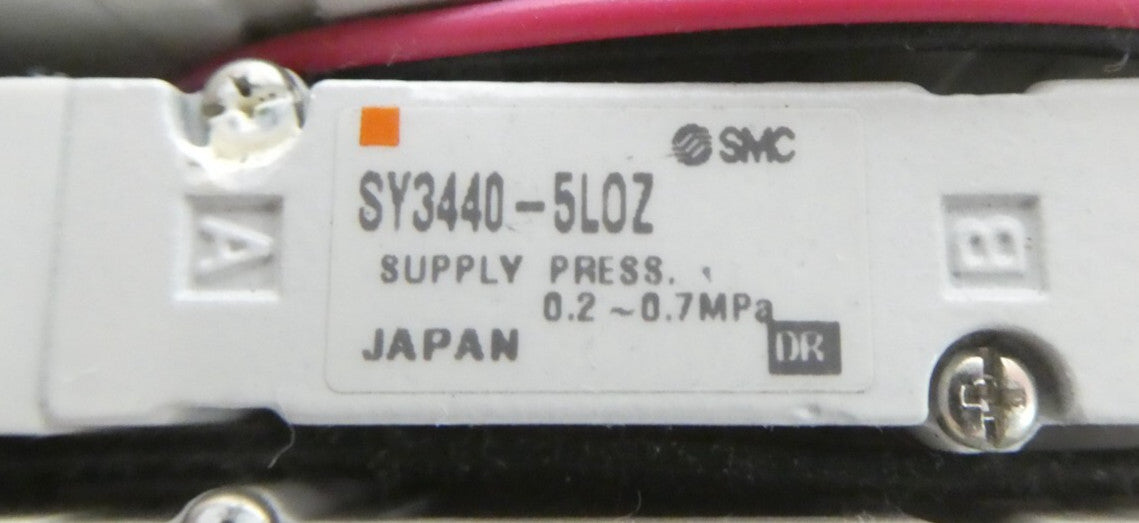 SMC
SY3440-5LOZ
SUPPLY PRESS.
0.2~0.7MPa
JAPAN
DR
A
B